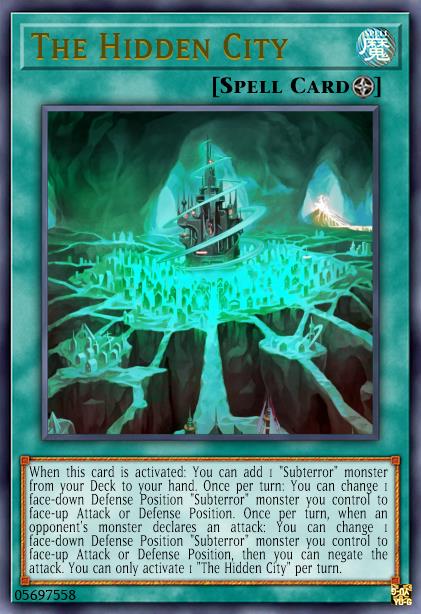 The Hidden City
SPELL
魔
[Spell Card]
When this card is activated: You can add 1 "Subterror" monster
from your Deck to your hand. Once per turn: You can change 1
face-down Defense Position "Subterror" monster you control to
face-up Attack or Defense Position. Once per turn, when an
opponent's monster declares an attack: You can change 1
face-down Defense Position "Subterror" monster you control to
face-up Attack or Defense Position, then you can negate the
attack. You can only activate 1 "The Hidden City" per turn.
05697558